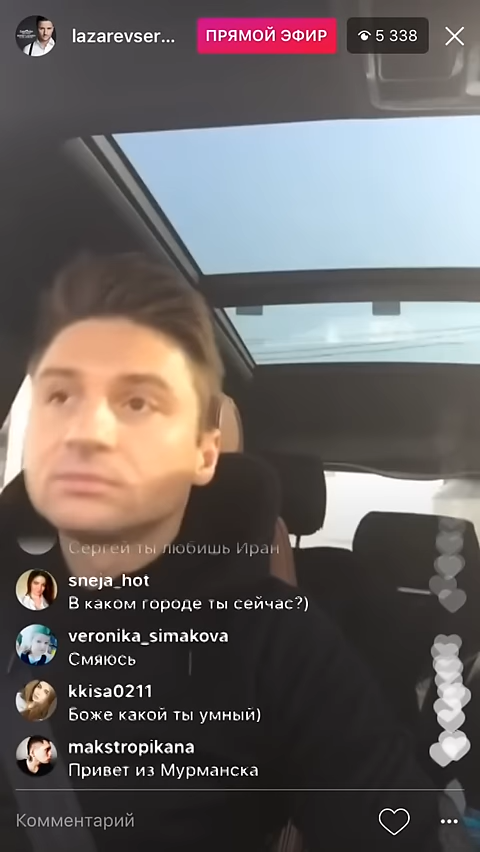 lazarevser...
ПРЯМОЙ ЭФИР
5 338
Сергей ты любишь Иран
sneja_hot
В каком городе ты сейчас?)
veronika_simakova
Смяюсь
kkisa0211
Боже какой ты умный)
makstropikana
Привет из Мурманска
Комментарий